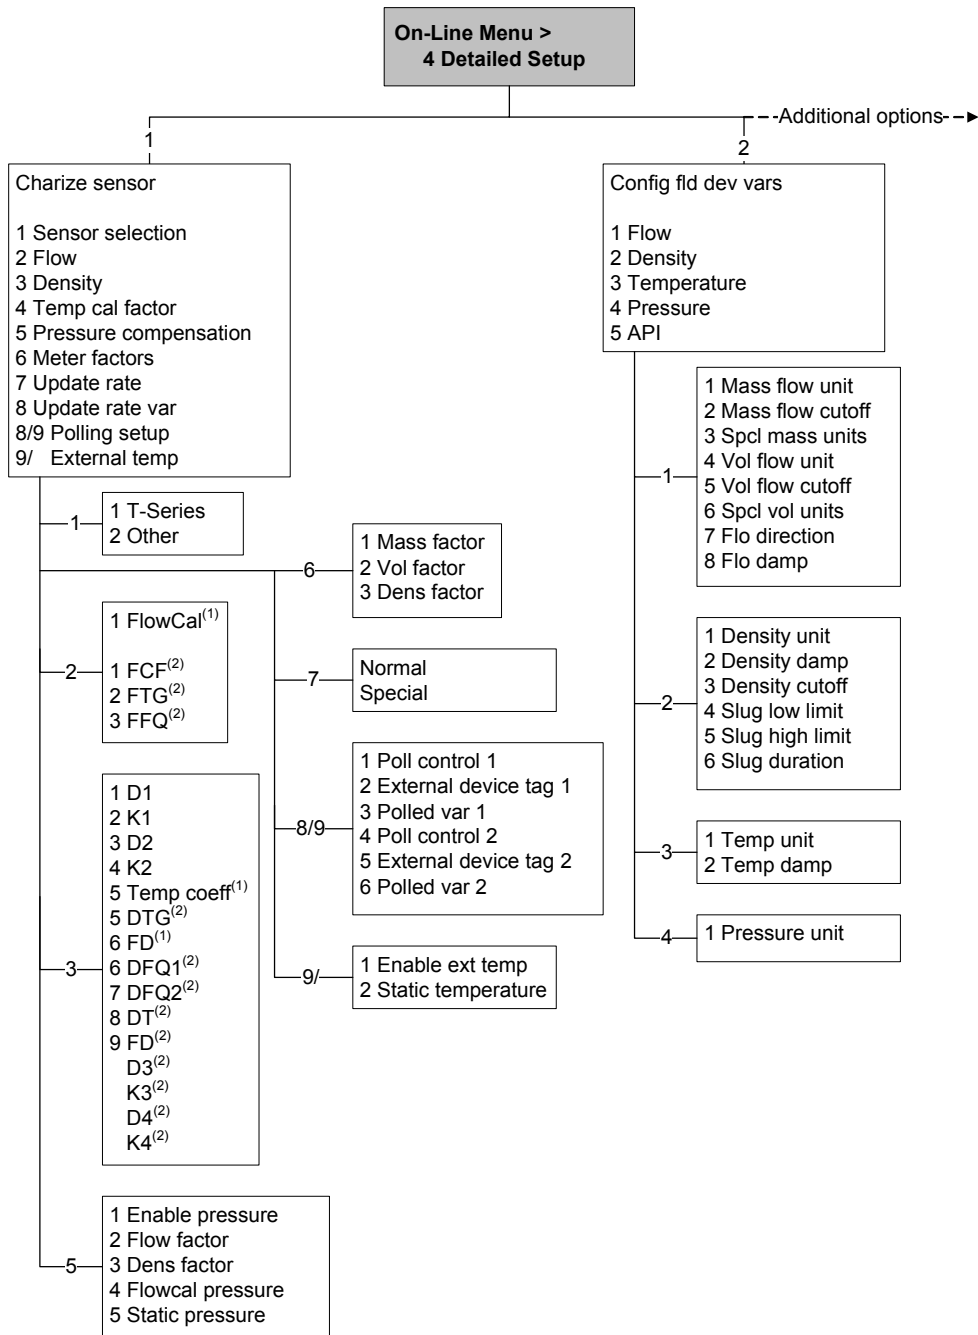 On-Line Menu >
4 Detailed Setup
Additional options
1
2
Charize sensor
1 Sensor selection
2 Flow
3 Density
4 Temp cal factor
5 Pressure compensation
6 Meter factors
7 Update rate
8 Update rate var
8/9 Polling setup
9/ External temp
1
1 T-Series
2 Other
2
1 FlowCal(1)
1 FCF(2)
2 FTG(2)
3 FFQ(2)
3
1 D1
2 K1
3 D2
4 K2
5 Temp coeff(1)
5 DTG(2)
6 FD(1)
6 DFQ1(2)
7 DFQ2(2)
8 DT(2)
9 FD(2)
D3(2)
K3(2)
D4(2)
K4(2)
5
1 Enable pressure
2 Flow factor
3 Dens factor
4 Flowcal pressure
5 Static pressure
6
1 Mass factor
2 Vol factor
3 Dens factor
7
Normal
Special
8/9
1 Poll control 1
2 External device tag 1
3 Polled var 1
4 Poll control 2
5 External device tag 2
6 Polled var 2
9/
1 Enable ext temp
2 Static temperature
Config fld dev vars
1 Flow
2 Density
3 Temperature
4 Pressure
5 API
1
1 Mass flow unit
2 Mass flow cutoff
3 Spcl mass units
4 Vol flow unit
5 Vol flow cutoff
6 Spcl vol units
7 Flo direction
8 Flo damp
2
1 Density unit
2 Density damp
3 Density cutoff
4 Slug low limit
5 Slug high limit
6 Slug duration
3
1 Temp unit
2 Temp damp
4
1 Pressure unit